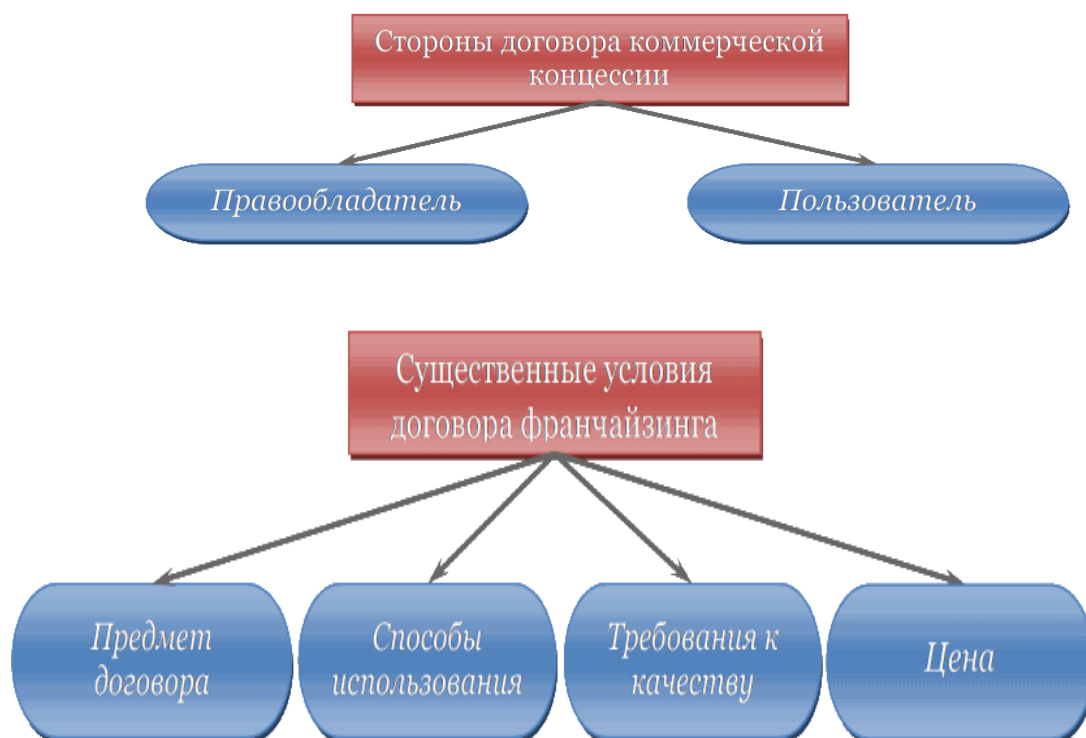 Стороны договора коммерческой
концессии
Правообладатель
Пользователь
Существенные условия
договора франчайзинга
Предмет
договора
Способы
использования
Требования к
качеству
Цена